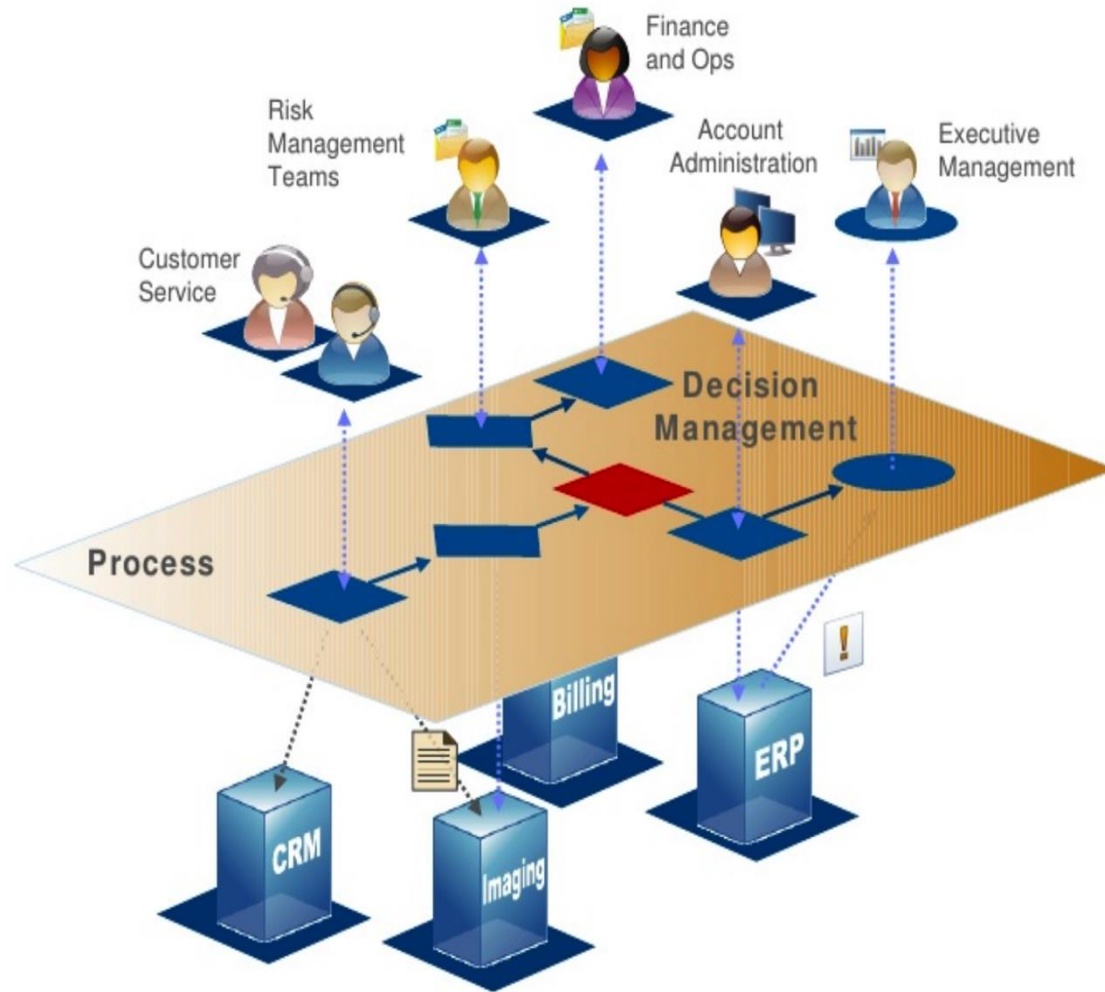 Finance
and Ops
Risk
Management
Teams
Account
Administration
Executive
Management
Customer
Service
Decision
Management
Process
Billing
ERP
CRM
Imaging
!